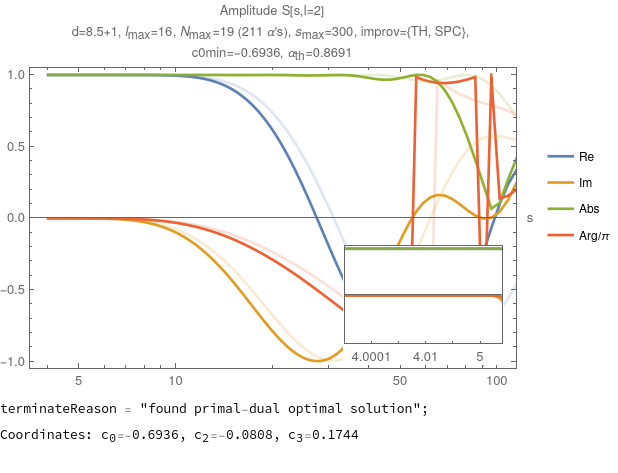 Amplitude S[s,l=2]
d=8.5+1, lmax=16, Nmax=19 (211 α's), smax=300, improv={TH, SPC},
c0min=−0.6936, αth=0.8691
1.0
0.5
0.0
−0.5
−1.0
5
10
50
100
s
4.0001
4.01
5
Re
Im
Abs
Arg/π
terminateReason = "found primal-dual optimal solution";
Coordinates: c0=-0.6936, c2=-0.0808, c3=0.1744